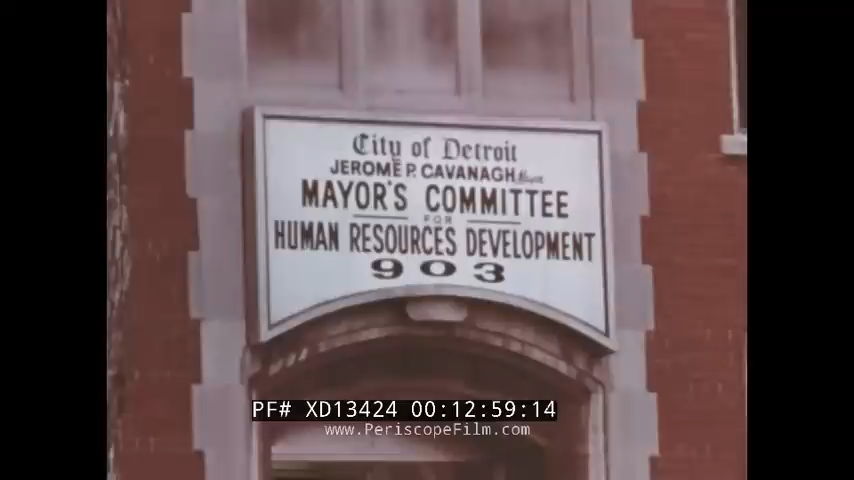 City of Detroit
JEROME P. CAVANAGH Mayor
MAYOR'S COMMITTEE
FOR
HUMAN RESOURCES DEVELOPMENT
903
PF# XD13424 00:12:59:14
www.PeriscopeFilm.com